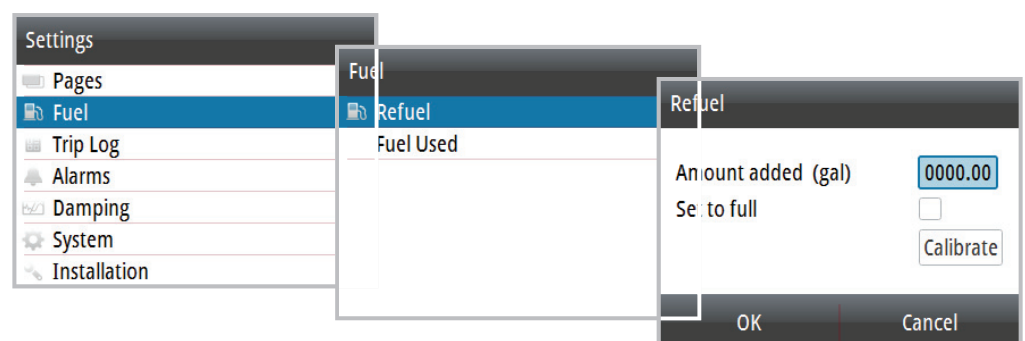 Settings
Pages
Fuel
Trip Log
Alarms
Damping
System
Installation
Fuel
Refuel
Fuel Used
Refuel
Amount added (gal) 0000.00
Set to full
Calibrate
OK Cancel